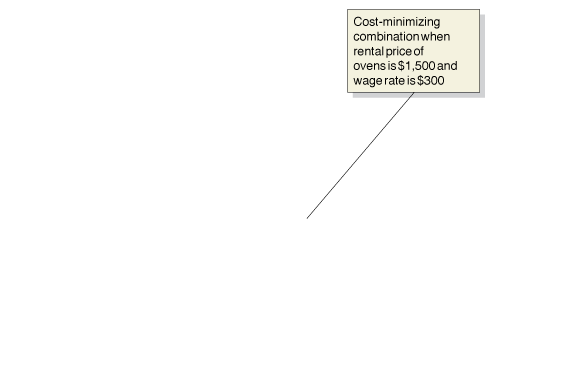 Cost-minimizing
combination when
rental price of
ovens is $1,500 and
wage rate is $300